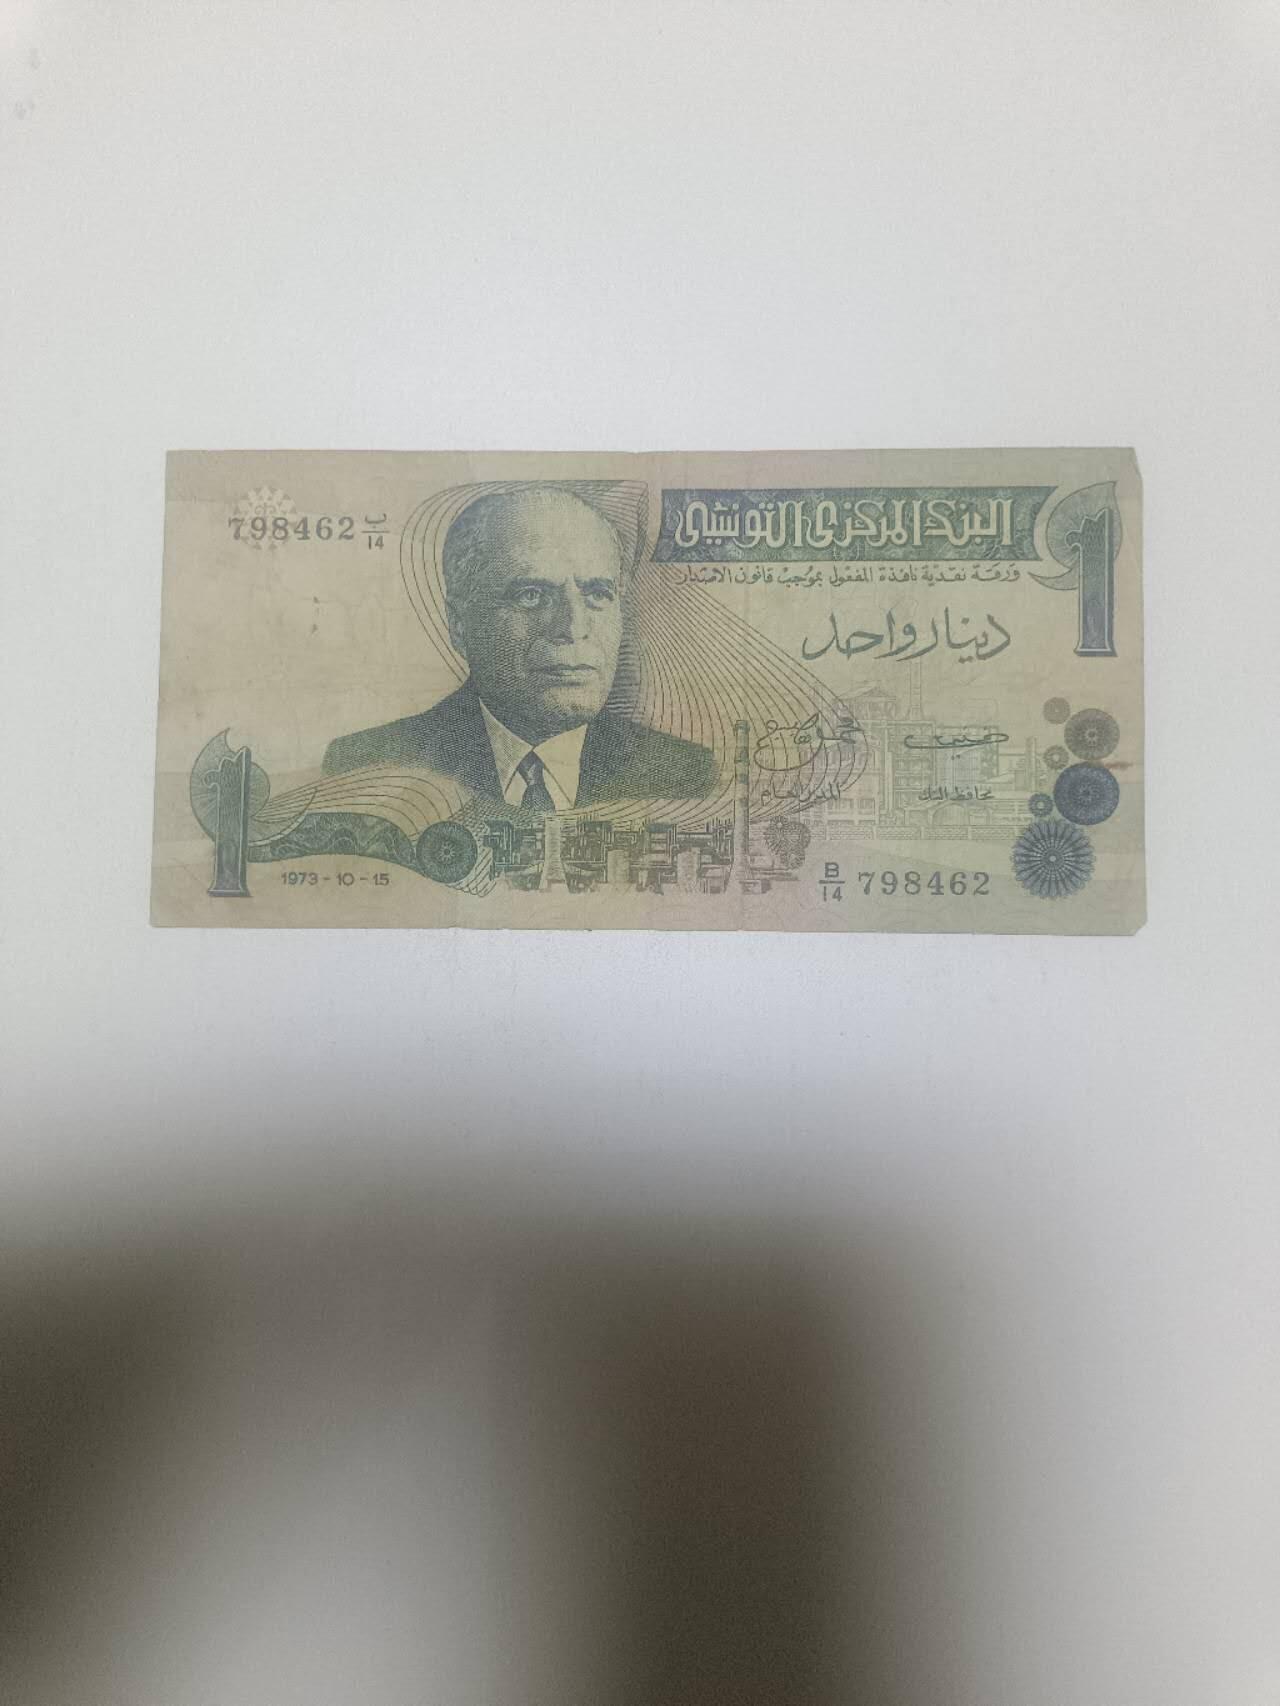 798462 ب/14
البنك المركزي التونسي
1
ورقة نقدية نافذة المفعول بموجب قانون الاصدار
دينار واحد
المدير العام
محافظ البنك
1
1973-10-15
B/14 798462